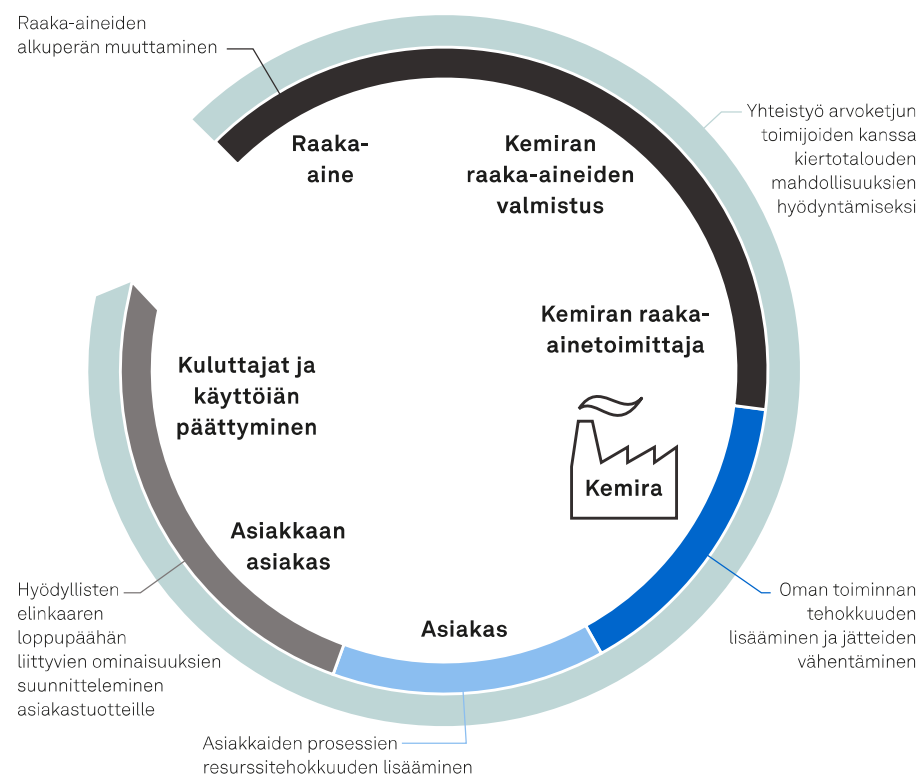 Raaka-aineiden
alkuperän muuttaminen
Raaka-
aine
Kemiran
raaka-aineiden
valmistus
Yhteistyö arvoketjun
toimijoiden kanssa
kiertotalouden
mahdollisuuksien
hyödyntämiseksi
Kemiran raaka-
ainetoimittaja
Kemira
Kuluttajat ja
käyttöiän
päättyminen
Asiakkaan
asiakas
Asiakas
Oman toiminnan
tehokkuuden
lisääminen ja jätteiden
vähentäminen
Hyödyllisten
elinkaaren
loppupäähän
liittyvien ominaisuuksien
suunnitteleminen
asiakastuotteille
Asiakkaiden prosessien
resurssitehokkuuden lisääminen